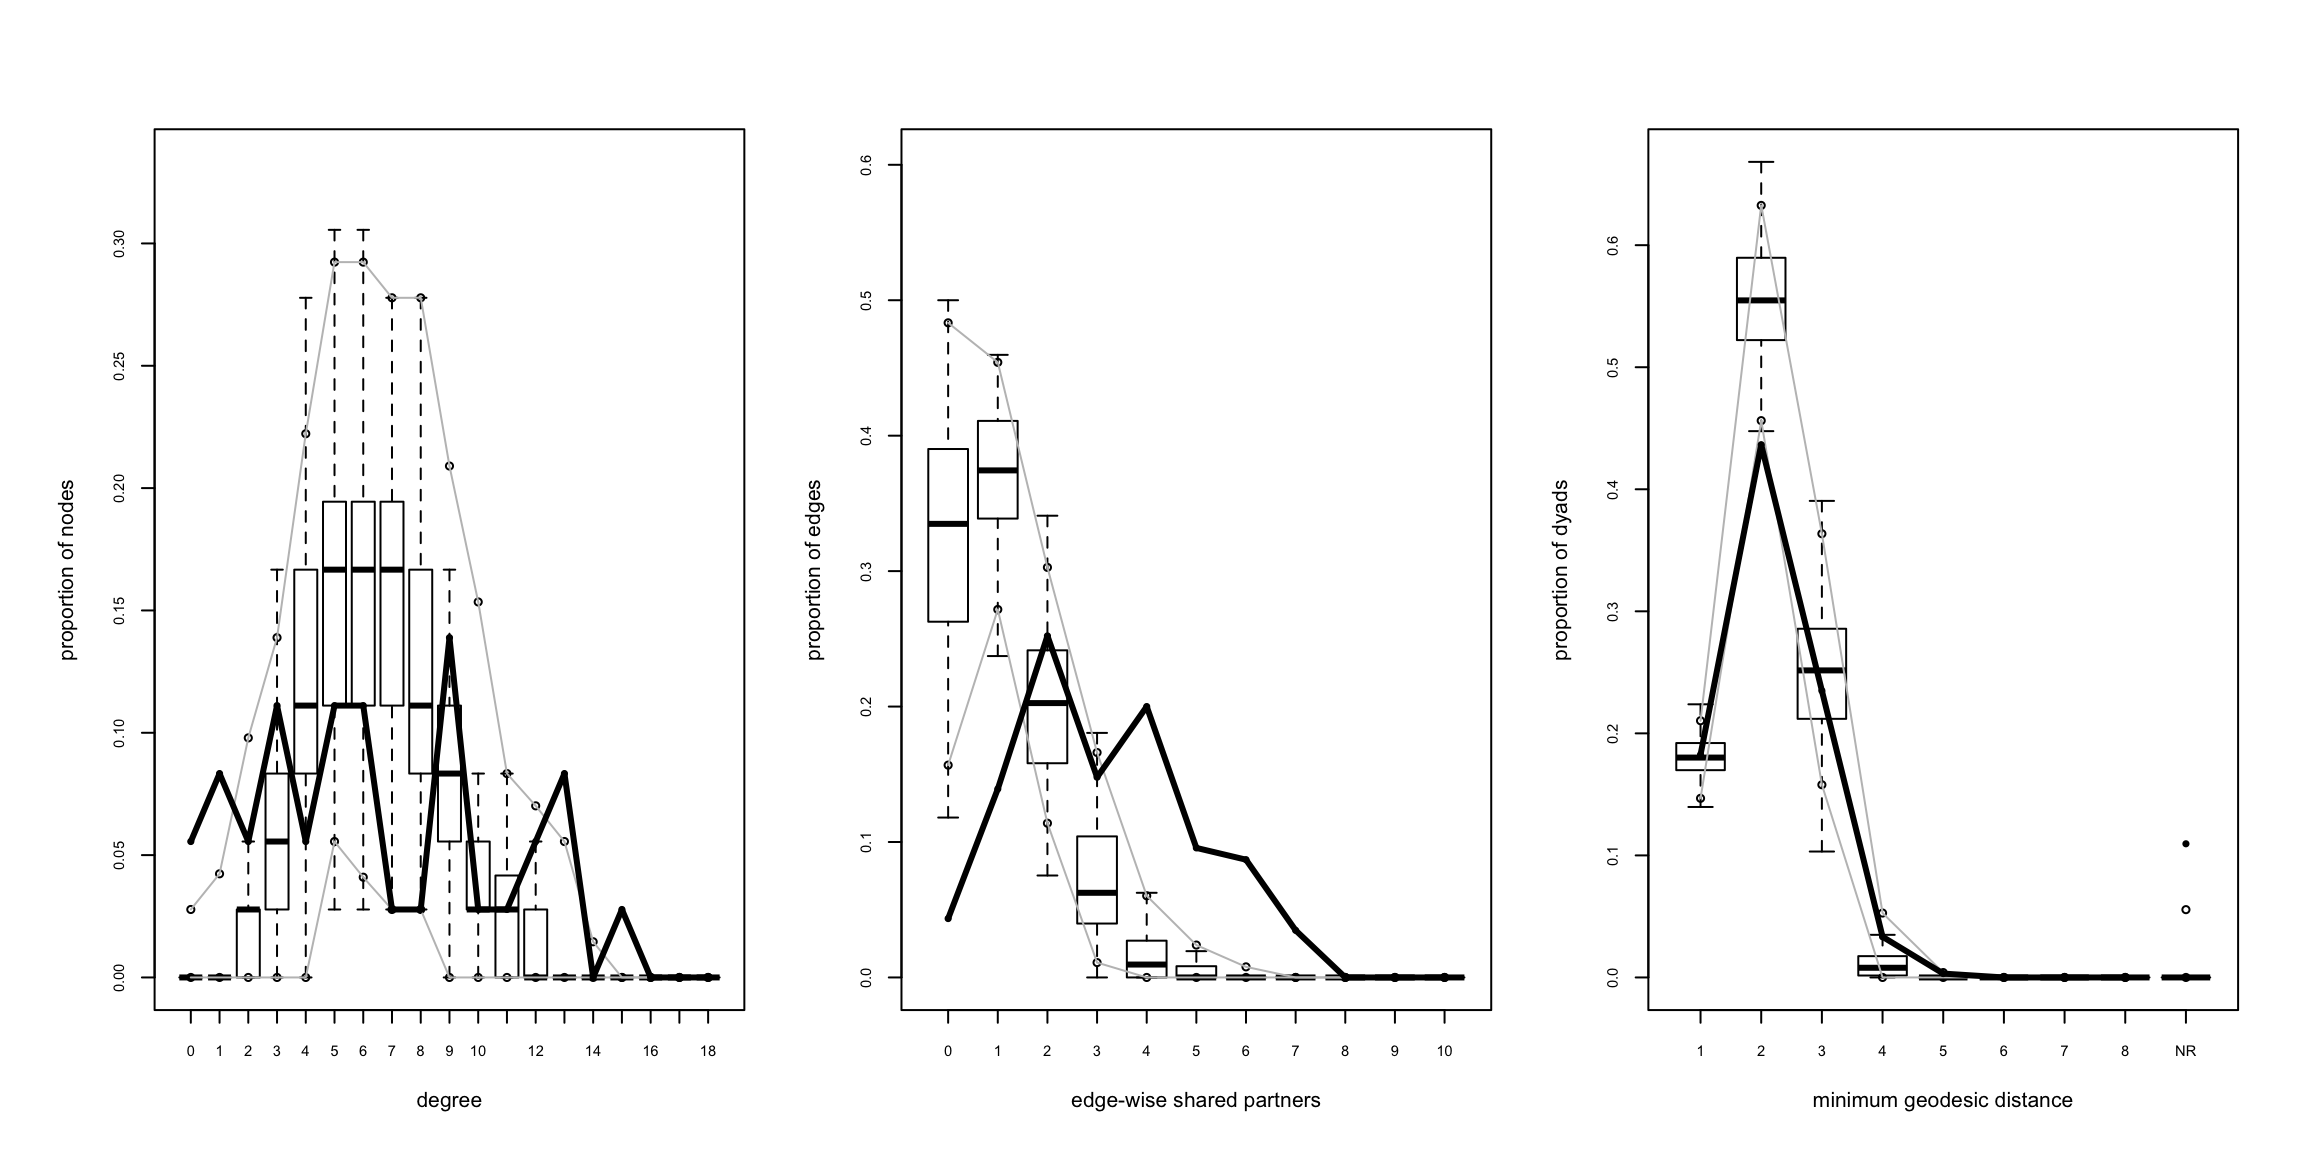 proportion of nodes
0.00 0.05 0.10 0.15 0.20 0.25 0.30
0 1 2 3 4 5 6 7 8 9 10 12 14 16 18
degree
proportion of edges
0.0 0.1 0.2 0.3 0.4 0.5 0.6
0 1 2 3 4 5 6 7 8 9 10
edge-wise shared partners
proportion of dyads
0.0 0.1 0.2 0.3 0.4 0.5 0.6
1 2 3 4 5 6 7 8 NR
minimum geodesic distance